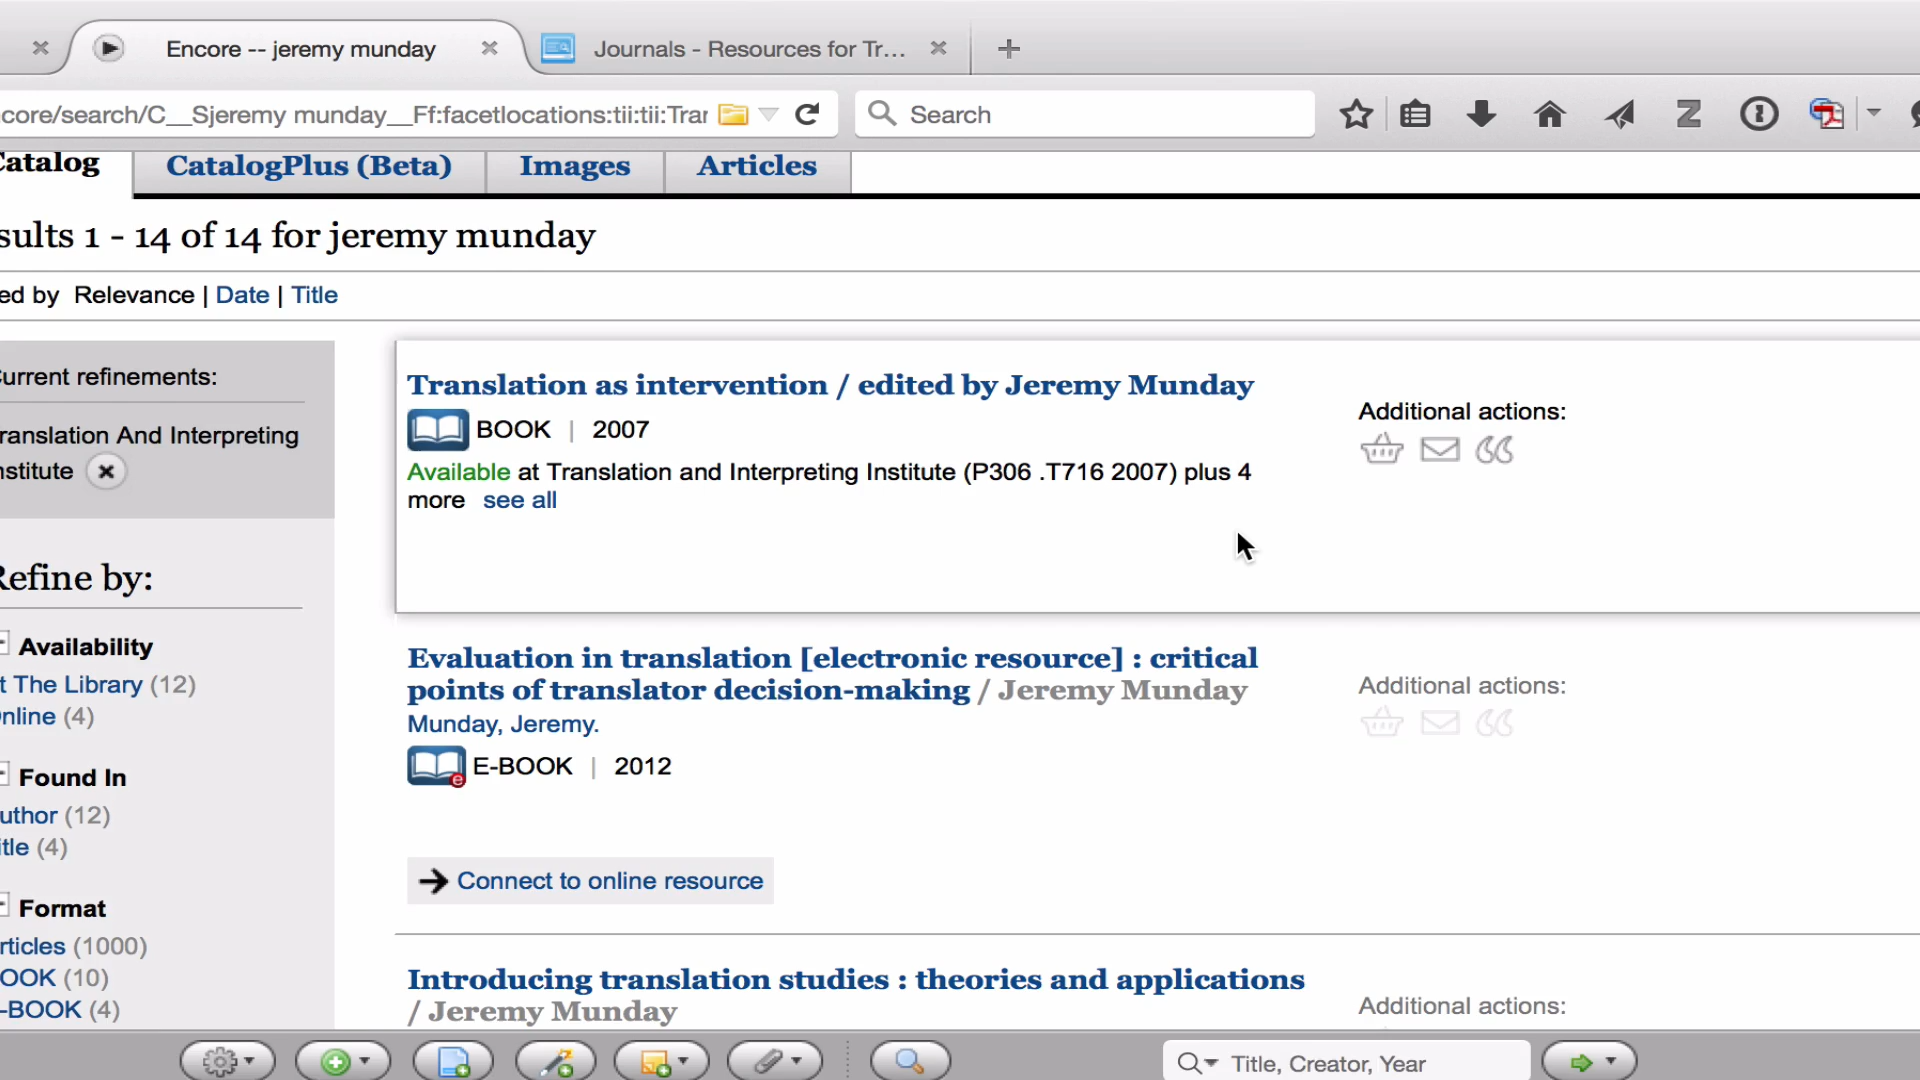 Encore -- jeremy munday
Journals - Resources for Tr...
core/search/C__Sjeremy munday__Ff:facetlocations:tii:tii:Trar
Search
Catalog
CatalogPlus (Beta)
Images
Articles
sults 1 - 14 of 14 for jeremy munday
ed by Relevance | Date | Title
urrent refinements:
ranslation And Interpreting
nstitute
Refine by:
Availability
t The Library (12)
nline (4)
Found In
uthor (12)
itle (4)
Format
rticles (1000)
OOK (10)
-BOOK (4)
Translation as intervention / edited by Jeremy Munday
BOOK | 2007
Available at Translation and Interpreting Institute (P306 .T716 2007) plus 4
more see all
Additional actions:
Evaluation in translation [electronic resource] : critical
points of translator decision-making / Jeremy Munday
Munday, Jeremy.
E-BOOK | 2012
Connect to online resource
Additional actions:
Introducing translation studies : theories and applications
/ Jeremy Munday
Additional actions:
Title, Creator, Year